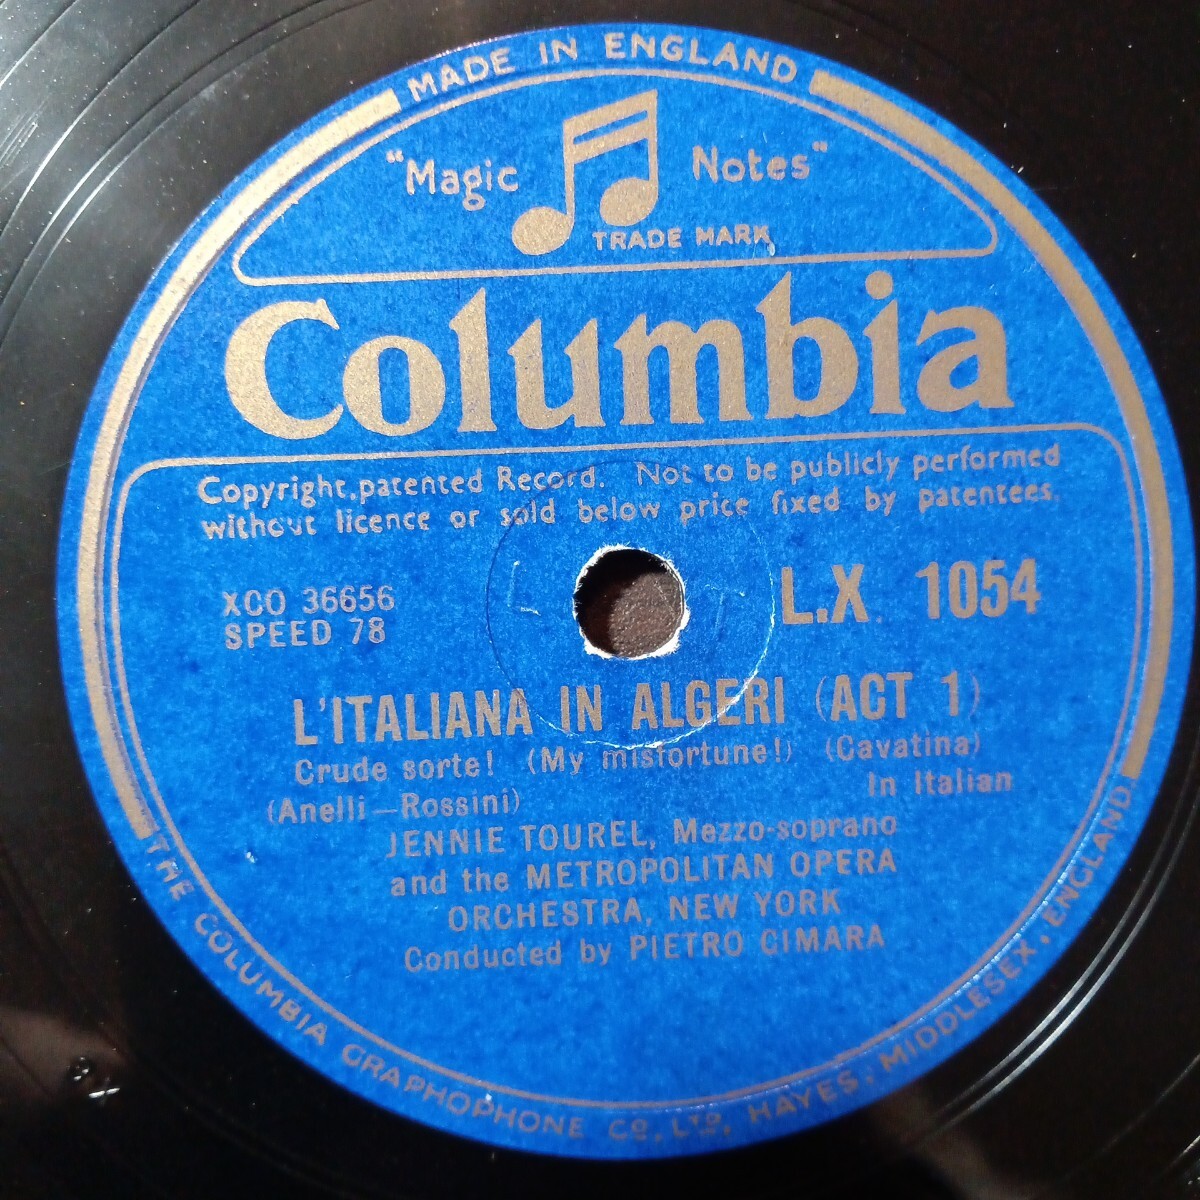 MADE IN ENGLAND
"Magic Notes"
TRADE MARK
Columbia
Copyright, patented Record. Not to be publicly performed
without licence or sold below price fixed by patentees.
XCO 36656
SPEED 78
L.X. 1054
L'ITALIANA IN ALGERI (ACT 1)
Crude sorte! (My misfortune!) (Cavatina)
(Anelli—Rossini) In Italian
JENNIE TOUREL, Mezzo-soprano
and the METROPOLITAN OPERA
ORCHESTRA, NEW YORK
Conducted by PIETRO CIMARA
THE COLUMBIA GRAPHOPHONE CO, LTD, HAYES, MIDDLESEX, ENGLAND.